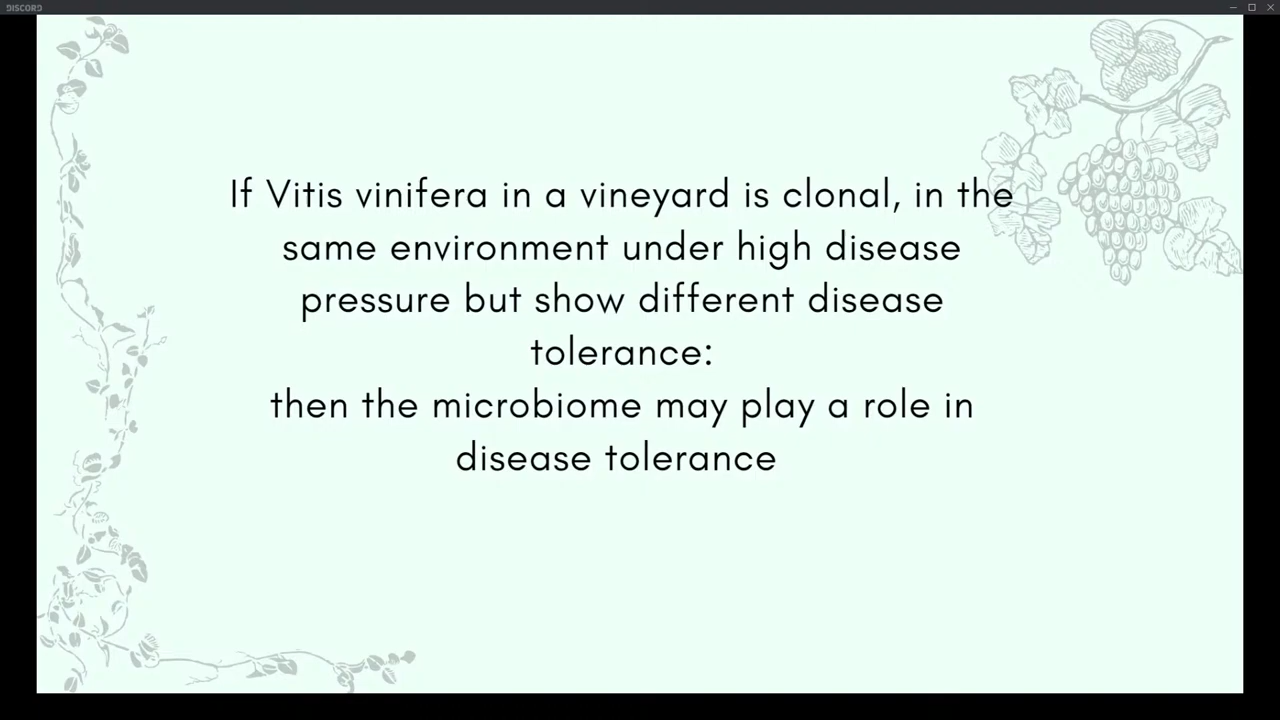 DISCORD
If Vitis vinifera in a vineyard is clonal, in the
same environment under high disease
pressure but show different disease
tolerance:
then the microbiome may play a role in
disease tolerance